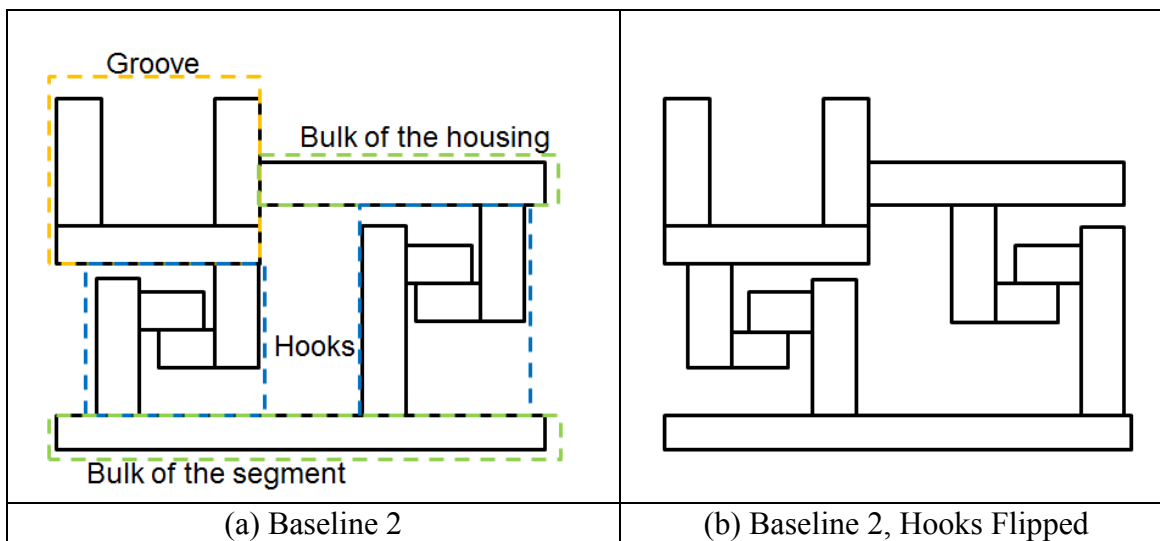 Groove
Bulk of the housing
Hooks
Bulk of the segment
(a) Baseline 2
(b) Baseline 2, Hooks Flipped